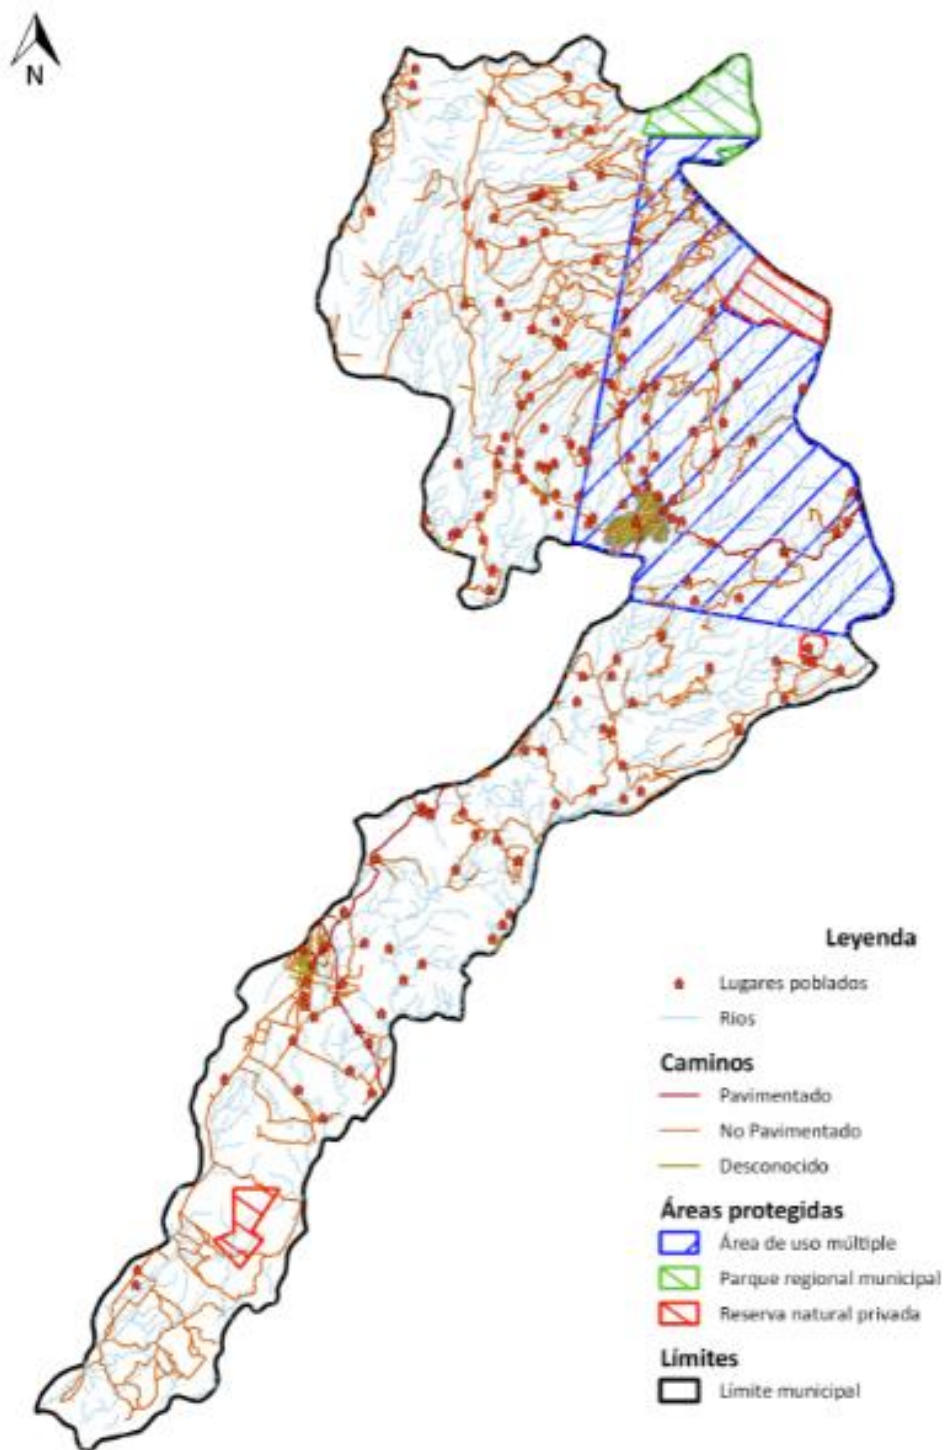 N
Leyenda
Lugares poblados
Ríos
Caminos
Pavimentado
No Pavimentado
Desconocido
Áreas protegidas
Área de uso múltiple
Parque regional municipal
Reserva natural privada
Límites
Límite municipal